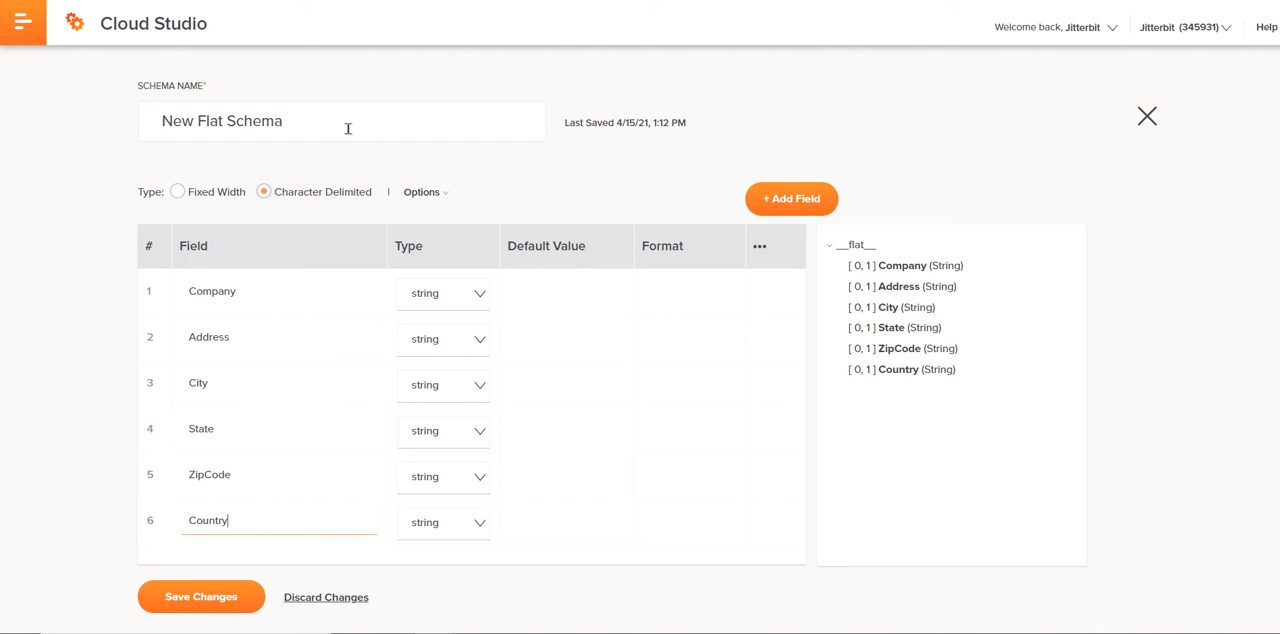 Cloud Studio
Welcome back, Jitterbit
Jitterbit (345931)
Help
SCHEMA NAME*
New Flat Schema
Last Saved 4/15/21, 1:12 PM
Type: Fixed Width Character Delimited | Options
+ Add Field
# Field Type Default Value Format •••
1 Company string
2 Address string
3 City string
4 State string
5 ZipCode string
6 Country string
__flat__
[ 0, 1 ] Company (String)
[ 0, 1 ] Address (String)
[ 0, 1 ] City (String)
[ 0, 1 ] State (String)
[ 0, 1 ] ZipCode (String)
[ 0, 1 ] Country (String)
Save Changes
Discard Changes